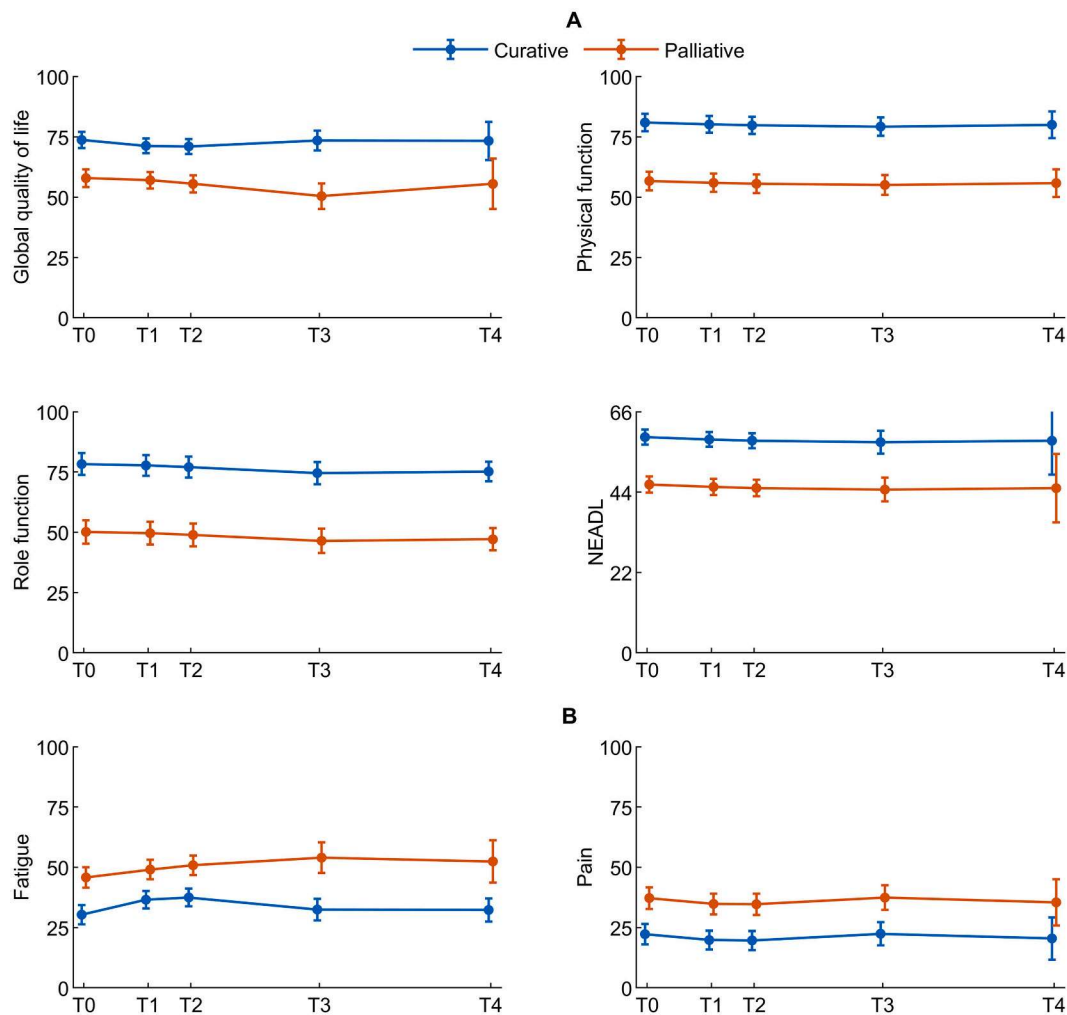 A
Curative Palliative
Global quality of life
100
75
50
25
0
T0 T1 T2 T3 T4
Physical function
100
75
50
25
0
T0 T1 T2 T3 T4
Role function
100
75
50
25
0
T0 T1 T2 T3 T4
NEADL
66
44
22
0
T0 T1 T2 T3 T4
B
Fatigue
100
75
50
25
0
T0 T1 T2 T3 T4
Pain
100
75
50
25
0
T0 T1 T2 T3 T4